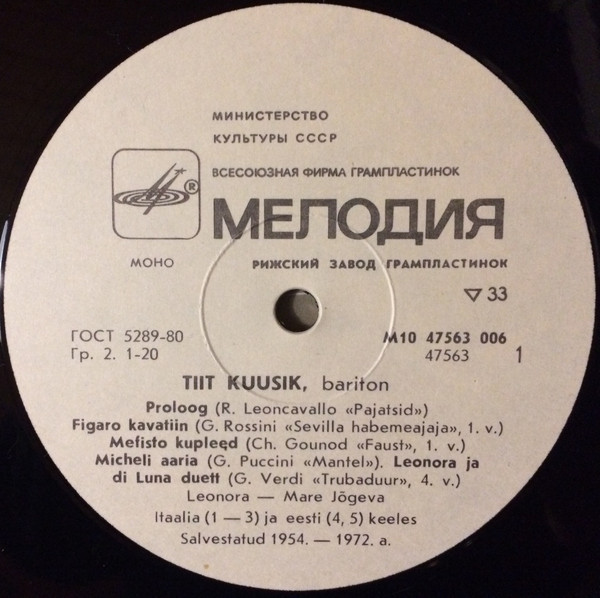 МИНИСТЕРСТВО
КУЛЬТУРЫ СССР
ВСЕСОЮЗНАЯ ФИРМА ГРАМПЛАСТИНОК
®
МЕЛОДИЯ
МОНО
РИЖСКИЙ ЗАВОД ГРАМПЛАСТИНОК
▽ 33
ГОСТ 5289-80
М10 47563 006
Гр. 2. 1-20
47563 1
TIIT KUUSIK, bariton
Proloog (R. Leoncavallo «Pajatsid»)
Figaro kavatiin (G. Rossini «Sevilla habemeajaja», 1. v.)
Mefisto kupleed (Ch. Gounod «Faust», 1. v.)
Micheli aaria (G. Puccini «Mantel»). Leonora ja
di Luna duett (G. Verdi «Trubaduur», 4. v.)
Leonora — Mare Jõgeva
Itaalia (1 — 3) ja eesti (4, 5) keeles
Salvestatud 1954. — 1972. a.